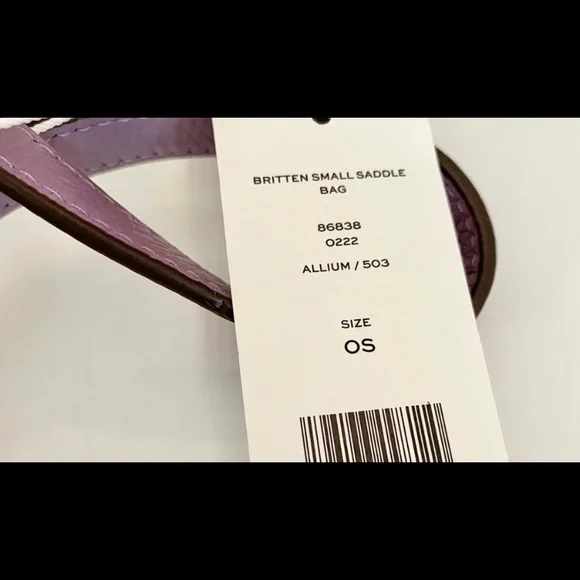 BRITTEN SMALL SADDLE
BAG
86838
0222
ALLIUM / 503
SIZE
OS